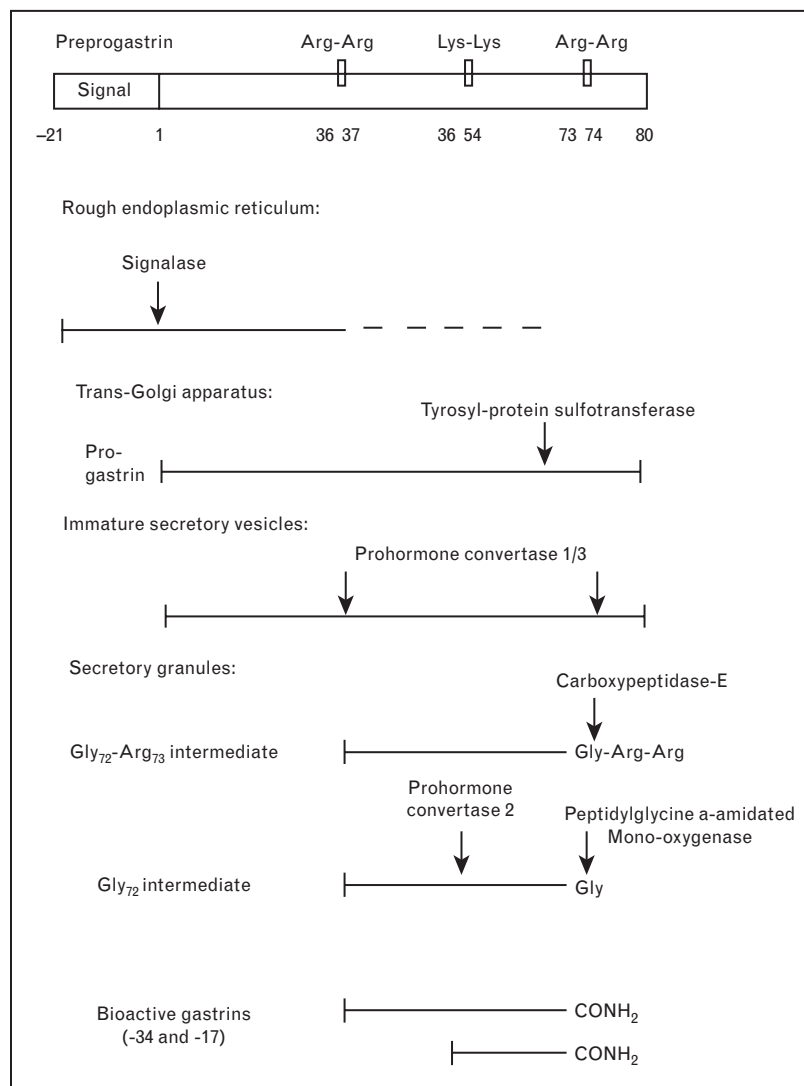 Preprogastrin Arg-Arg Lys-Lys Arg-Arg
Signal
–21 1 36 37 36 54 73 74 80
Rough endoplasmic reticulum:
Signalase
Trans-Golgi apparatus:
Tyrosyl-protein sulfotransferase
Pro-
gastrin
Immature secretory vesicles:
Prohormone convertase 1/3
Secretory granules:
Carboxypeptidase-E
Gly₇₂-Arg₇₃ intermediate Gly-Arg-Arg
Prohormone
convertase 2
Peptidylglycine a-amidated
Mono-oxygenase
Gly₇₂ intermediate Gly
Bioactive gastrins
(-34 and -17)
CONH₂
CONH₂